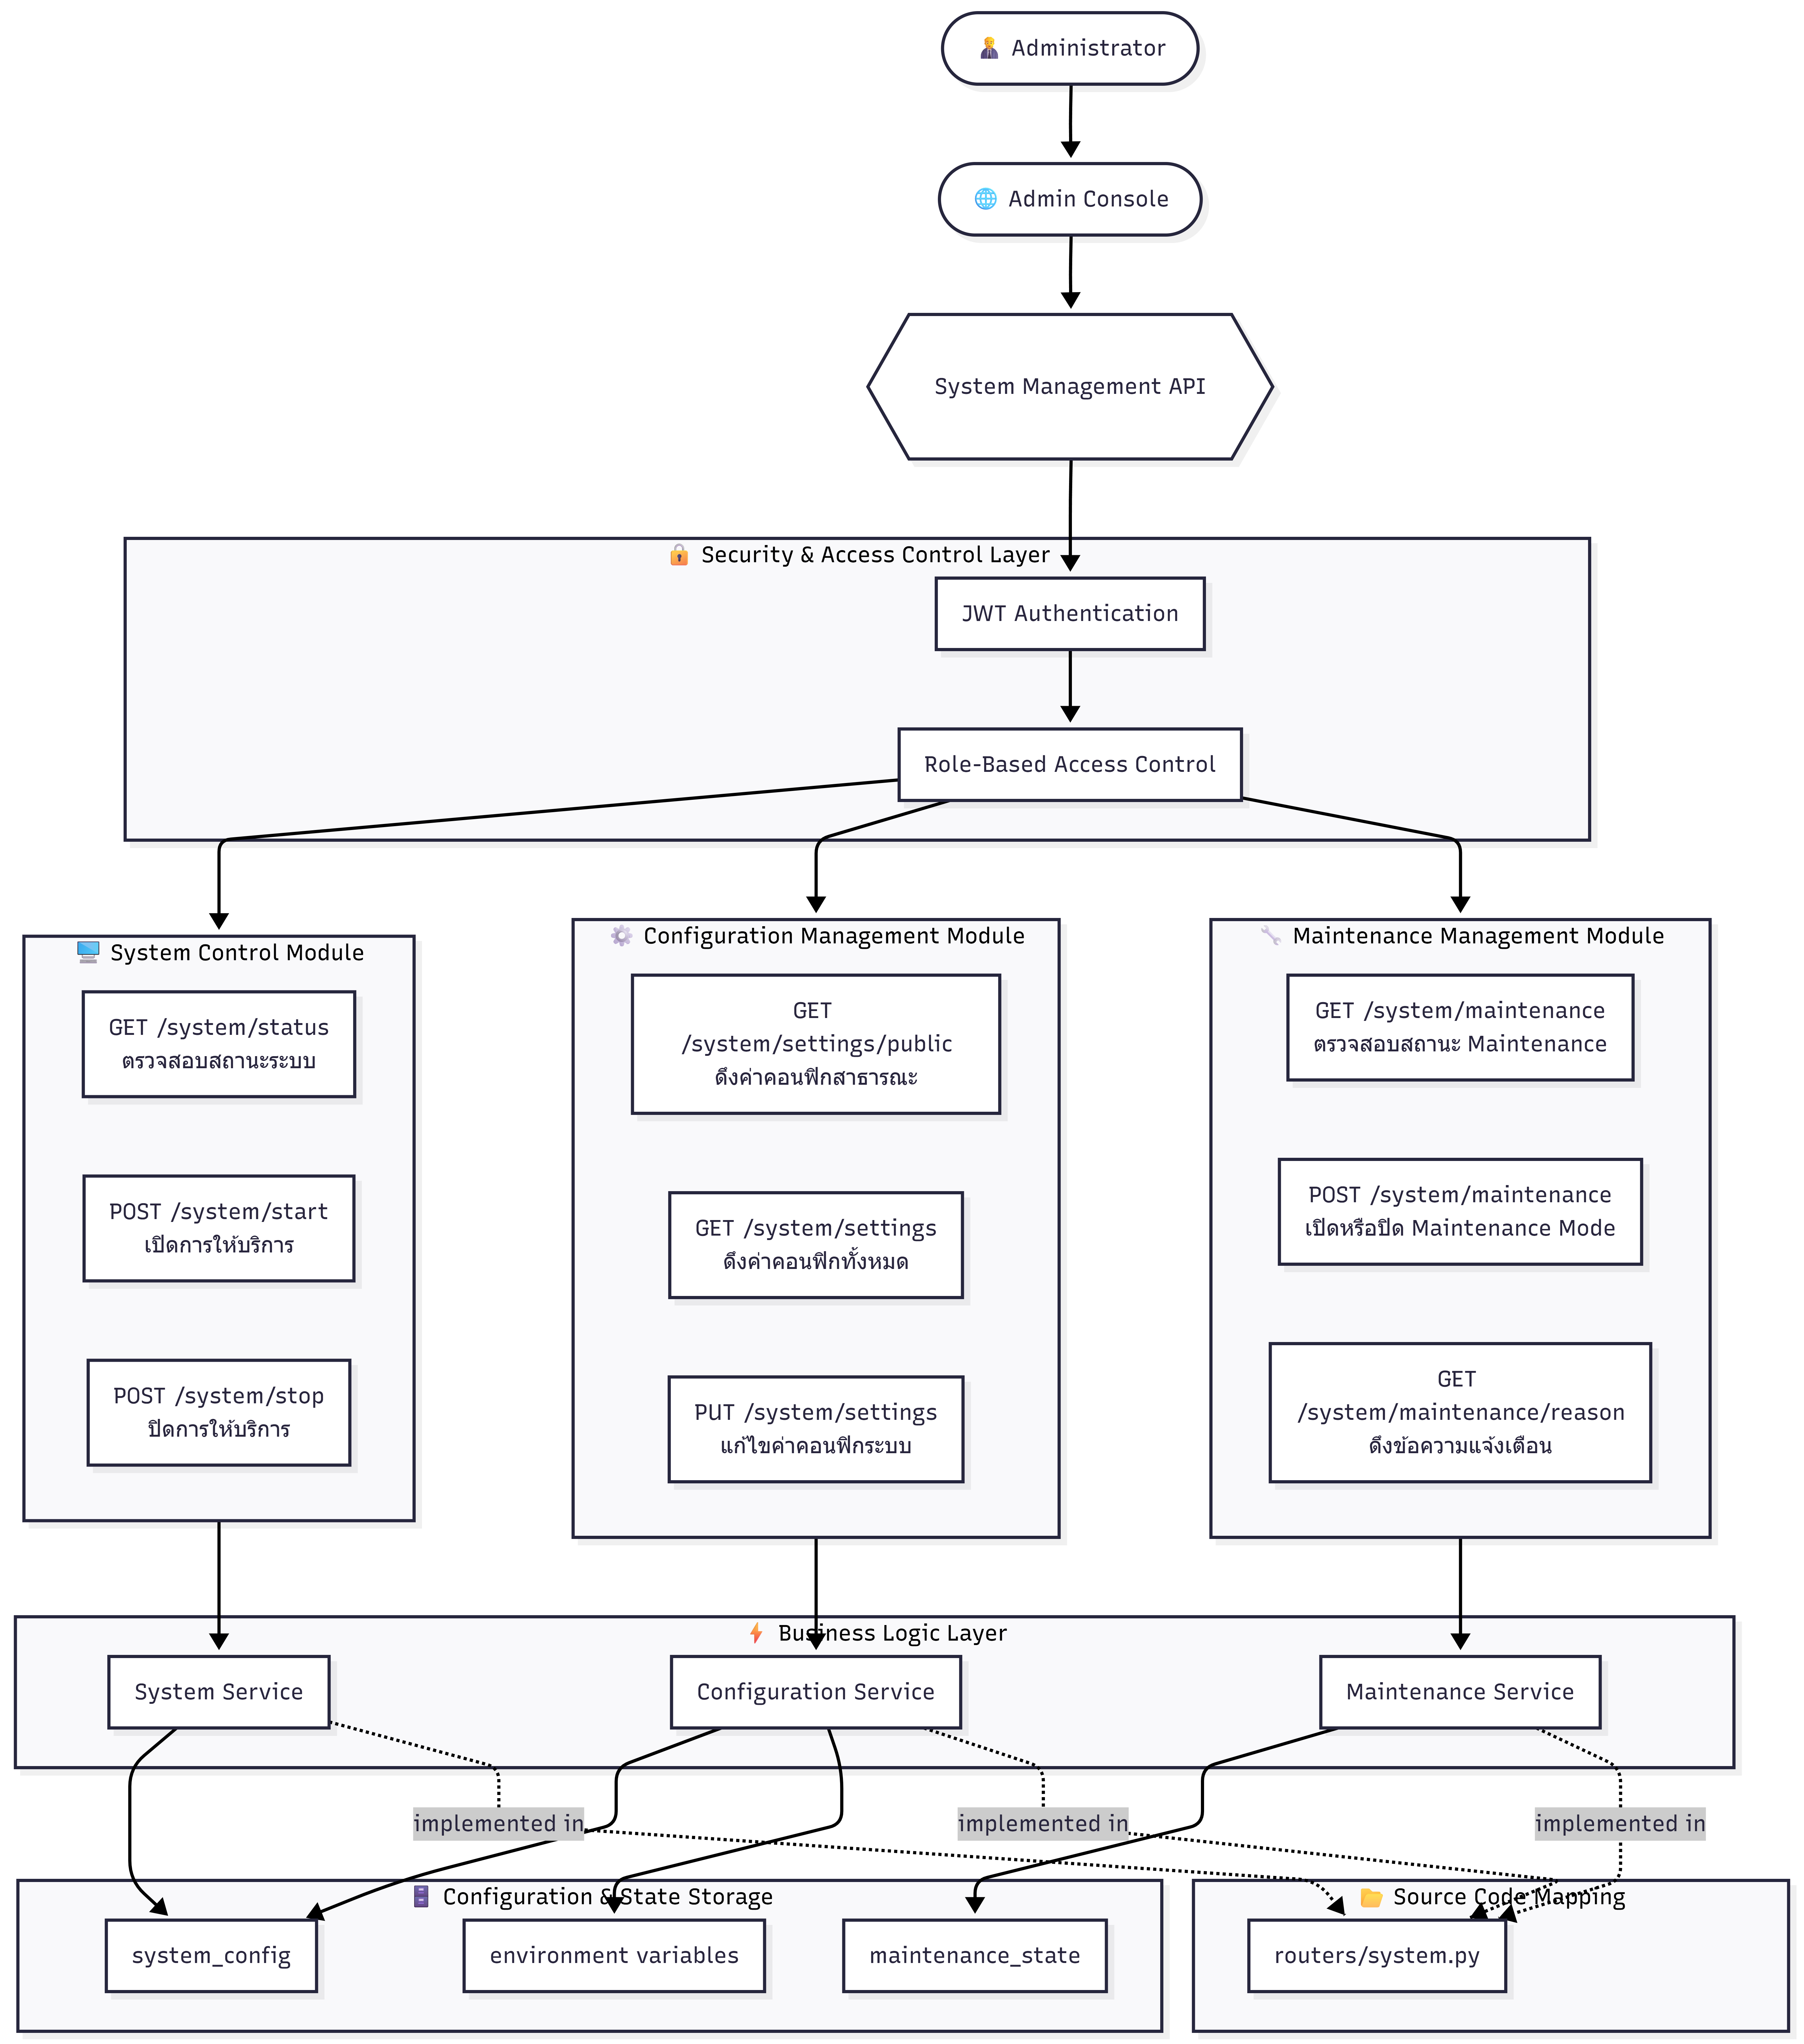 Administrator
Admin Console
System Management API
Security & Access Control Layer
JWT Authentication
Role-Based Access Control
System Control Module
GET /system/status
ตรวจสอบสถานะระบบ
POST /system/start
เปิดการให้บริการ
POST /system/stop
ปิดการให้บริการ
Configuration Management Module
GET
/system/settings/public
ดึงค่าคอนฟิกสาธารณะ
GET /system/settings
ดึงค่าคอนฟิกทั้งหมด
PUT /system/settings
แก้ไขค่าคอนฟิกระบบ
Maintenance Management Module
GET /system/maintenance
ตรวจสอบสถานะ Maintenance
POST /system/maintenance
เปิดหรือปิด Maintenance Mode
GET
/system/maintenance/reason
ดึงข้อความแจ้งเตือน
Business Logic Layer
System Service
Configuration Service
Maintenance Service
implemented in
implemented in
implemented in
Configuration & State Storage
system_config
environment variables
maintenance_state
Source Code Mapping
routers/system.py